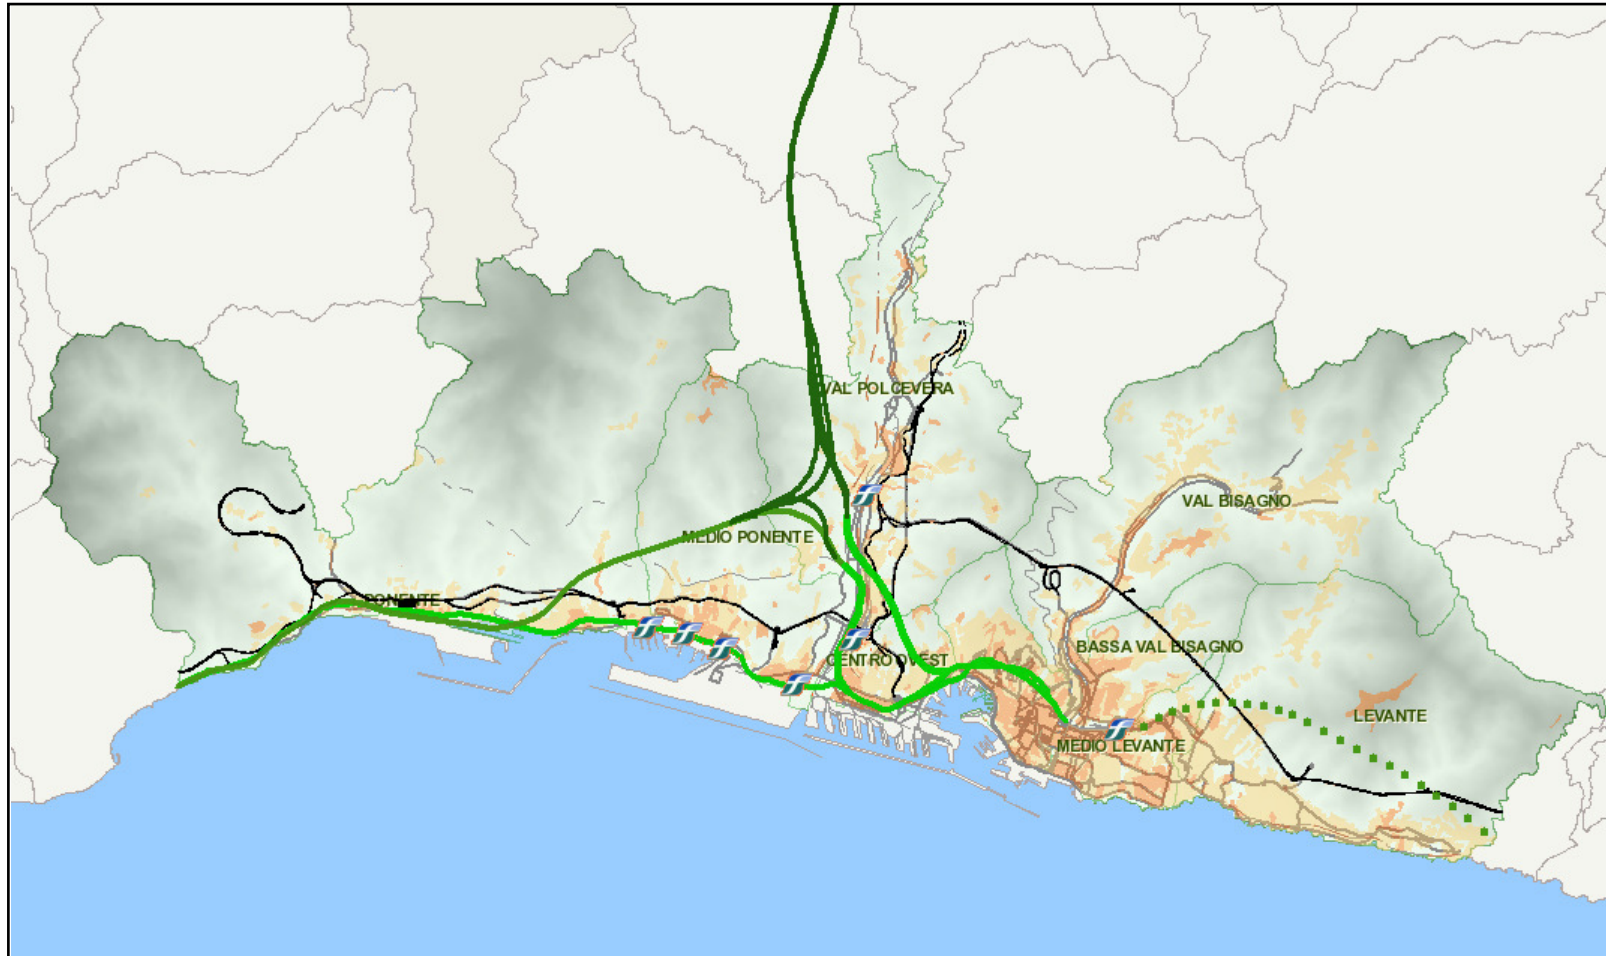 VAL POLCEVERA
VAL BISAGNO
MEDIO PONENTE
PONENTE
BASSA VAL BISAGNO
CENTRO OVEST
LEVANTE
MEDIO LEVANTE